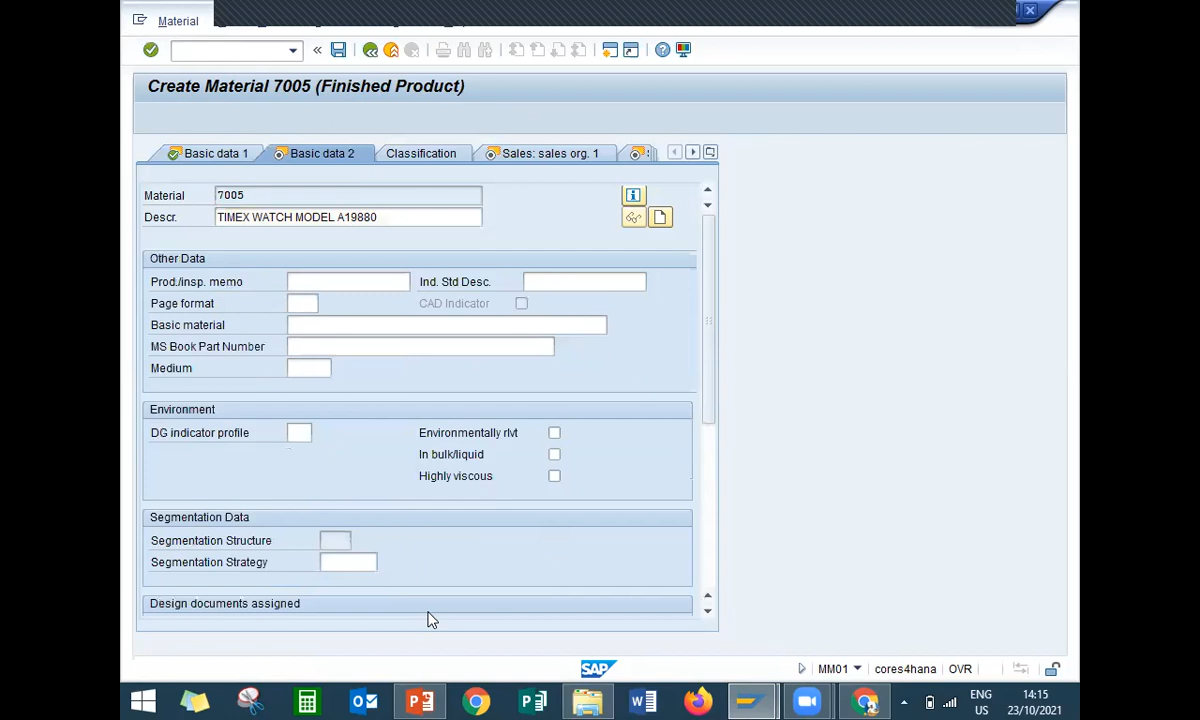 Material
Create Material 7005 (Finished Product)
Basic data 1
Basic data 2
Classification
Sales: sales org. 1
Material
7005
Descr.
TIMEX WATCH MODEL A19880
Other Data
Prod./insp. memo
Ind. Std Desc.
Page format
CAD Indicator
Basic material
MS Book Part Number
Medium
Environment
DG indicator profile
Environmentally rlvt
In bulk/liquid
Highly viscous
Segmentation Data
Segmentation Structure
Segmentation Strategy
Design documents assigned
SAP
MM01
cores4hana
OVR
ENG
US
14:15
23/10/2021